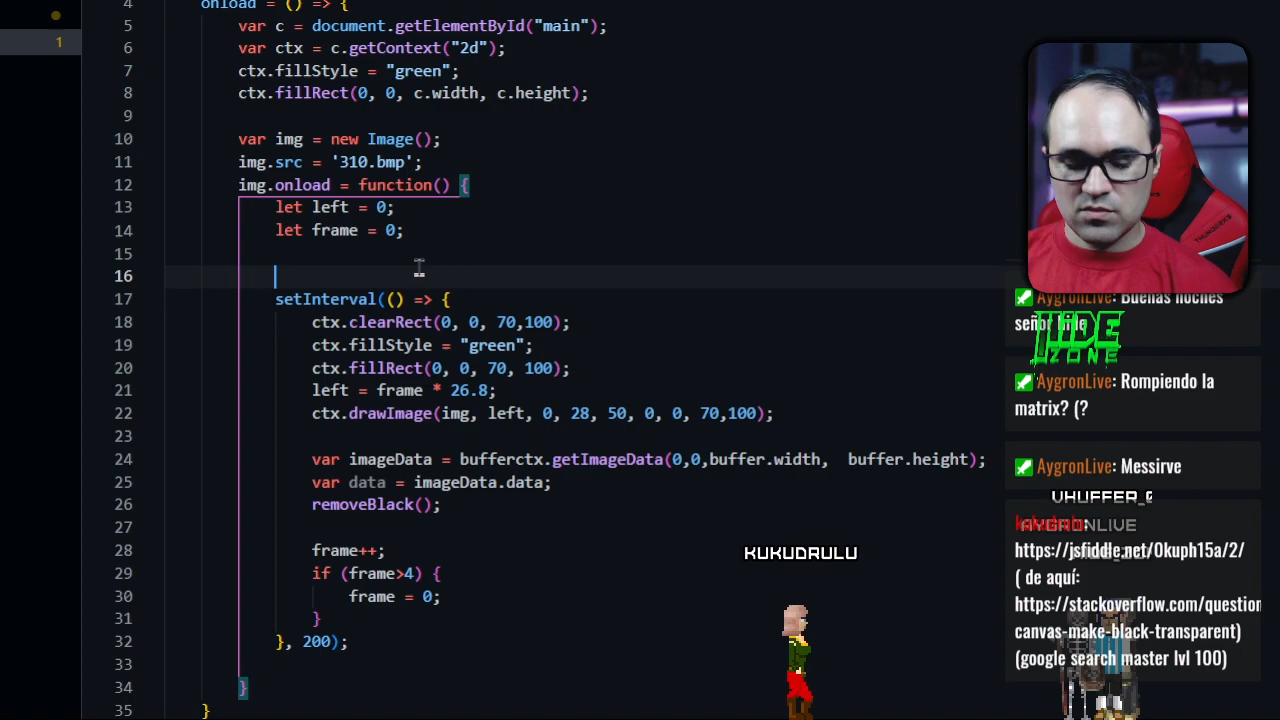 1
4 onload = () => {
5 var c = document.getElementById("main");
6 var ctx = c.getContext("2d");
7 ctx.fillStyle = "green";
8 ctx.fillRect(0, 0, c.width, c.height);
9
10 var img = new Image();
11 img.src = '310.bmp';
12 img.onload = function() {
13 let left = 0;
14 let frame = 0;
15
16
17 setInterval(() => {
18 ctx.clearRect(0, 0, 70,100);
19 ctx.fillStyle = "green";
20 ctx.fillRect(0, 0, 70, 100);
21 left = frame * 26.8;
22 ctx.drawImage(img, left, 0, 28, 50, 0, 0, 70,100);
23
24 var imageData = bufferctx.getImageData(0,0,buffer.width, buffer.height);
25 var data = imageData.data;
26 removeBlack();
27
28 frame++;
29 if (frame>4) {
30 frame = 0;
31 }
32 }, 200);
33
34 }
35 }
AygronLive: Buenas noches
señor hide
HIDE
ZONE
AygronLive: Rompiendo la
matrix? (?
AygronLive: Messirve
VHUFFER_0
kukudrulu:
AYGRONLIVE
https://jsfiddle.net/0kuph15a/2/
( de aquí:
https://stackoverflow.com/question
canvas-make-black-transparent)
(google search master lvl 100)
KUKUDRULU